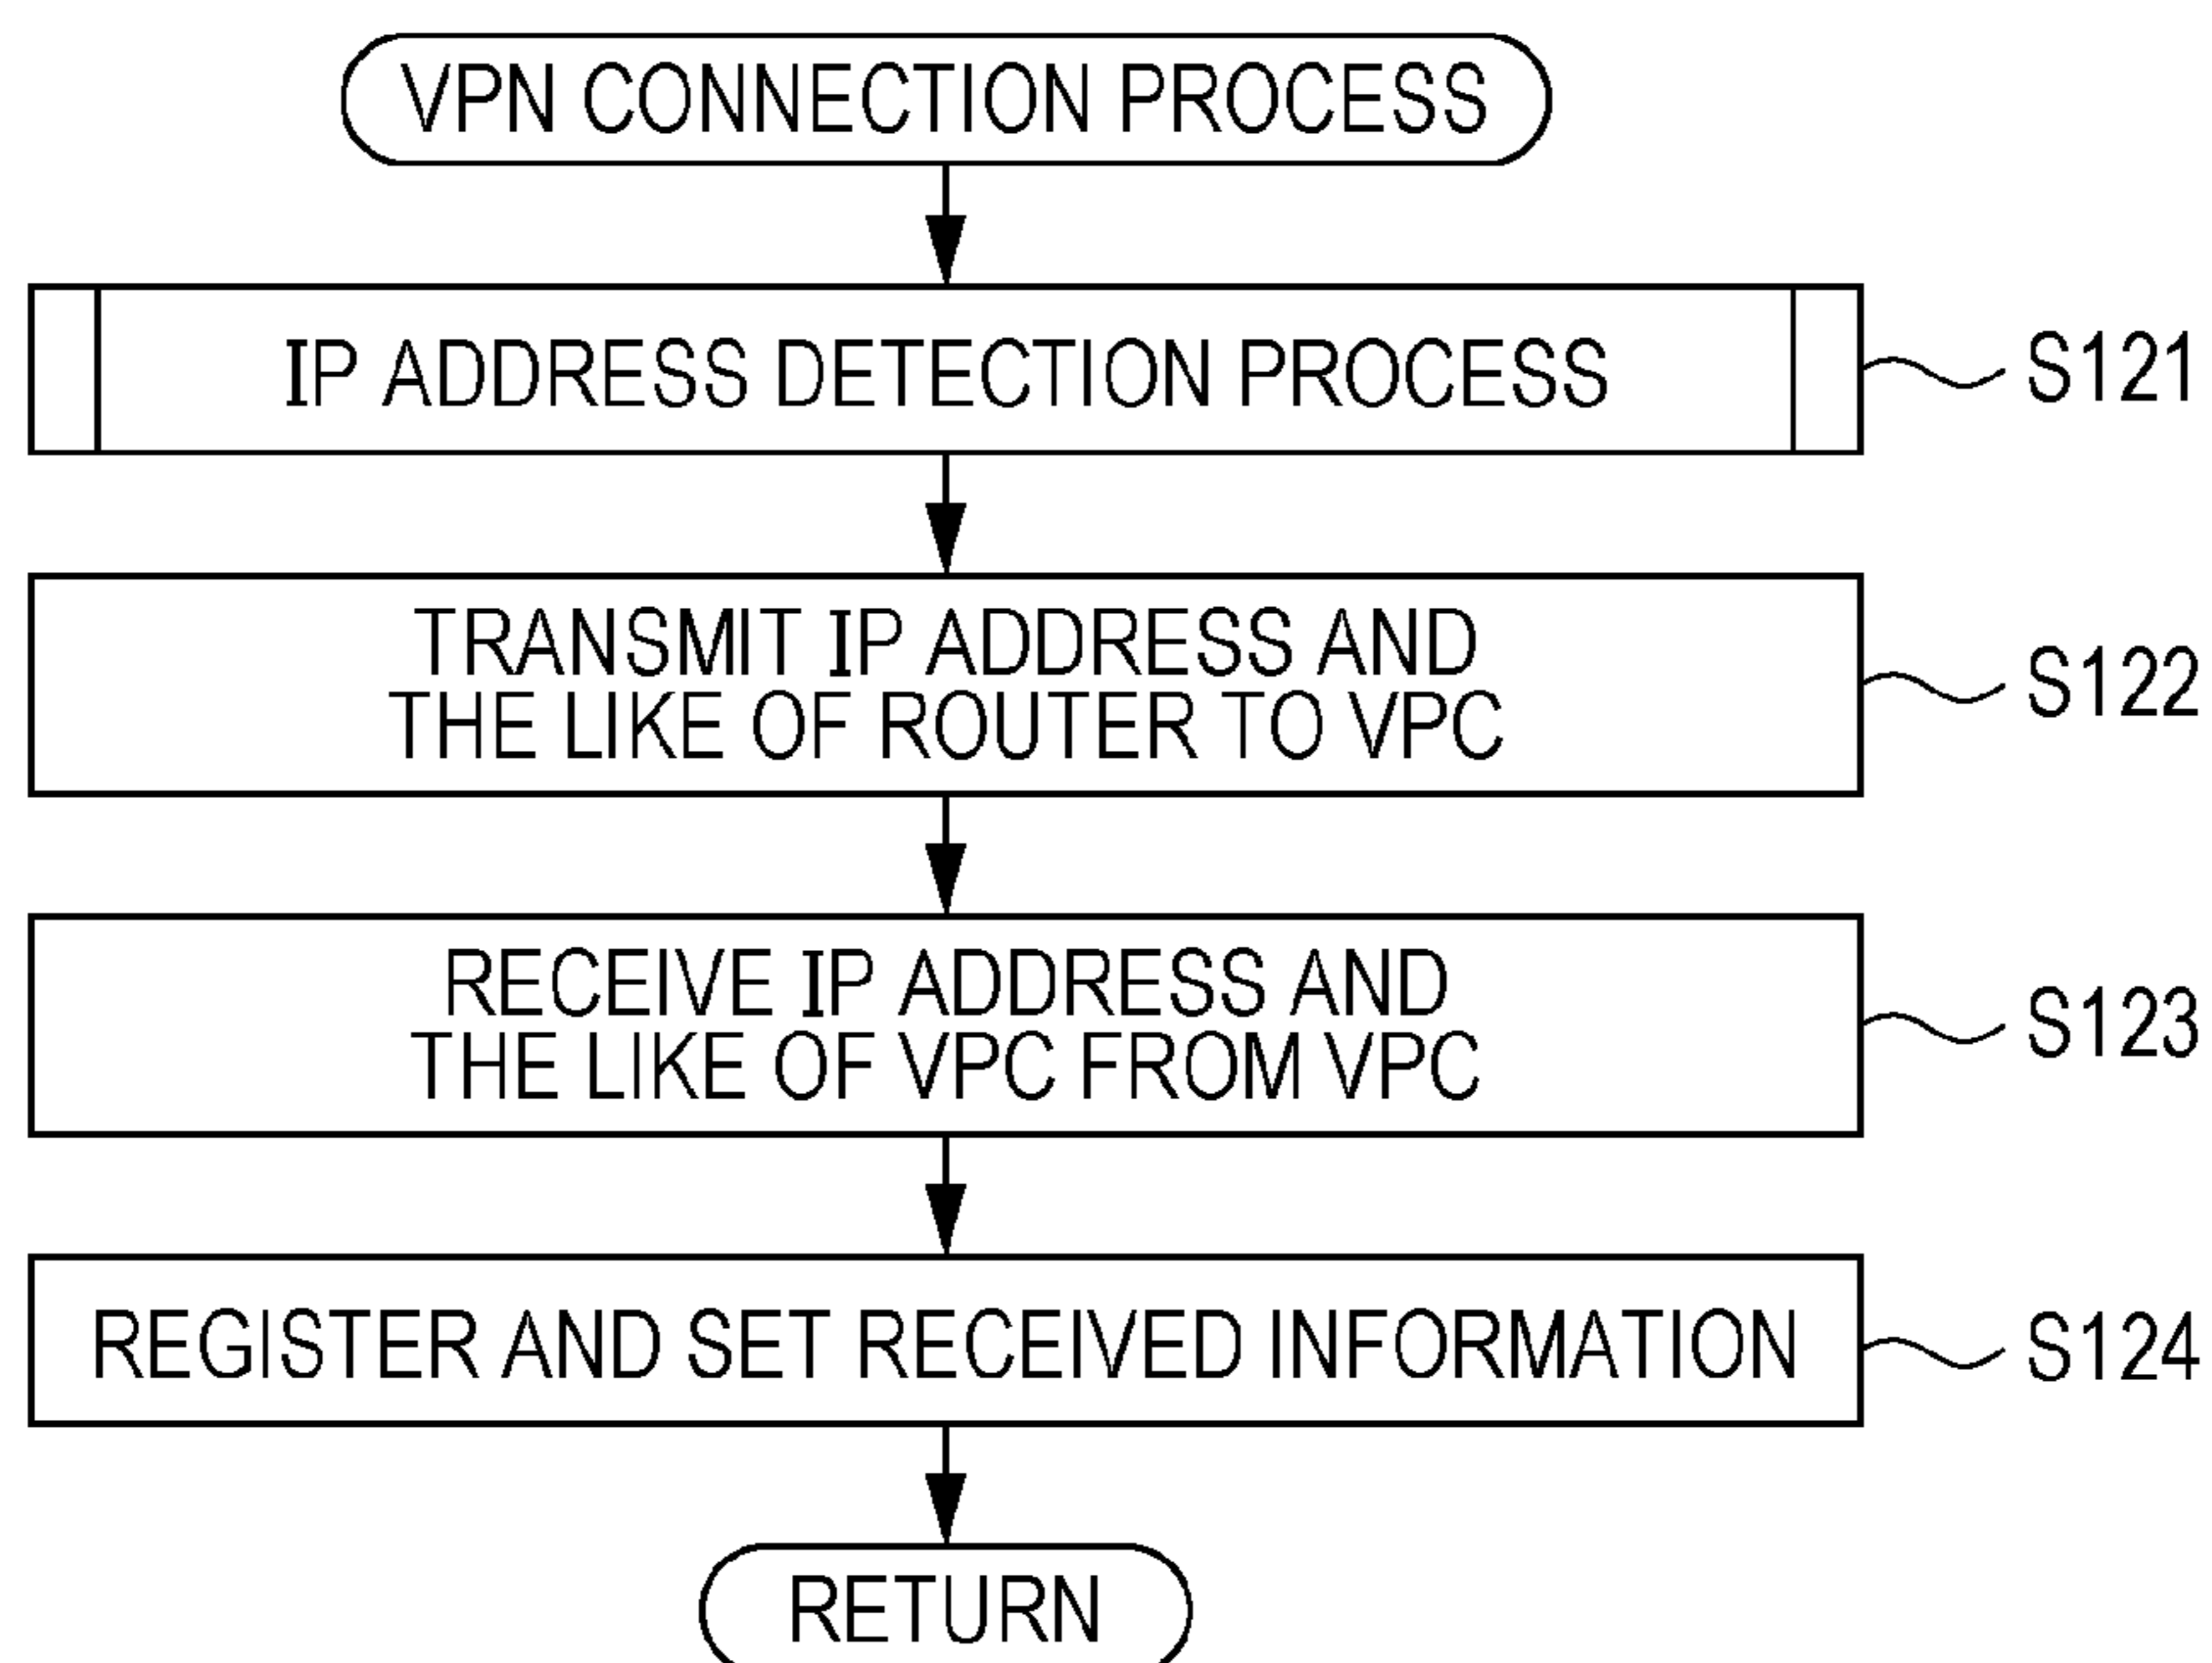 VPN CONNECTION PROCESS
IP ADDRESS DETECTION PROCESS
S121
TRANSMIT IP ADDRESS AND
THE LIKE OF ROUTER TO VPC
S122
RECEIVE IP ADDRESS AND
THE LIKE OF VPC FROM VPC
S123
REGISTER AND SET RECEIVED INFORMATION
S124
RETURN